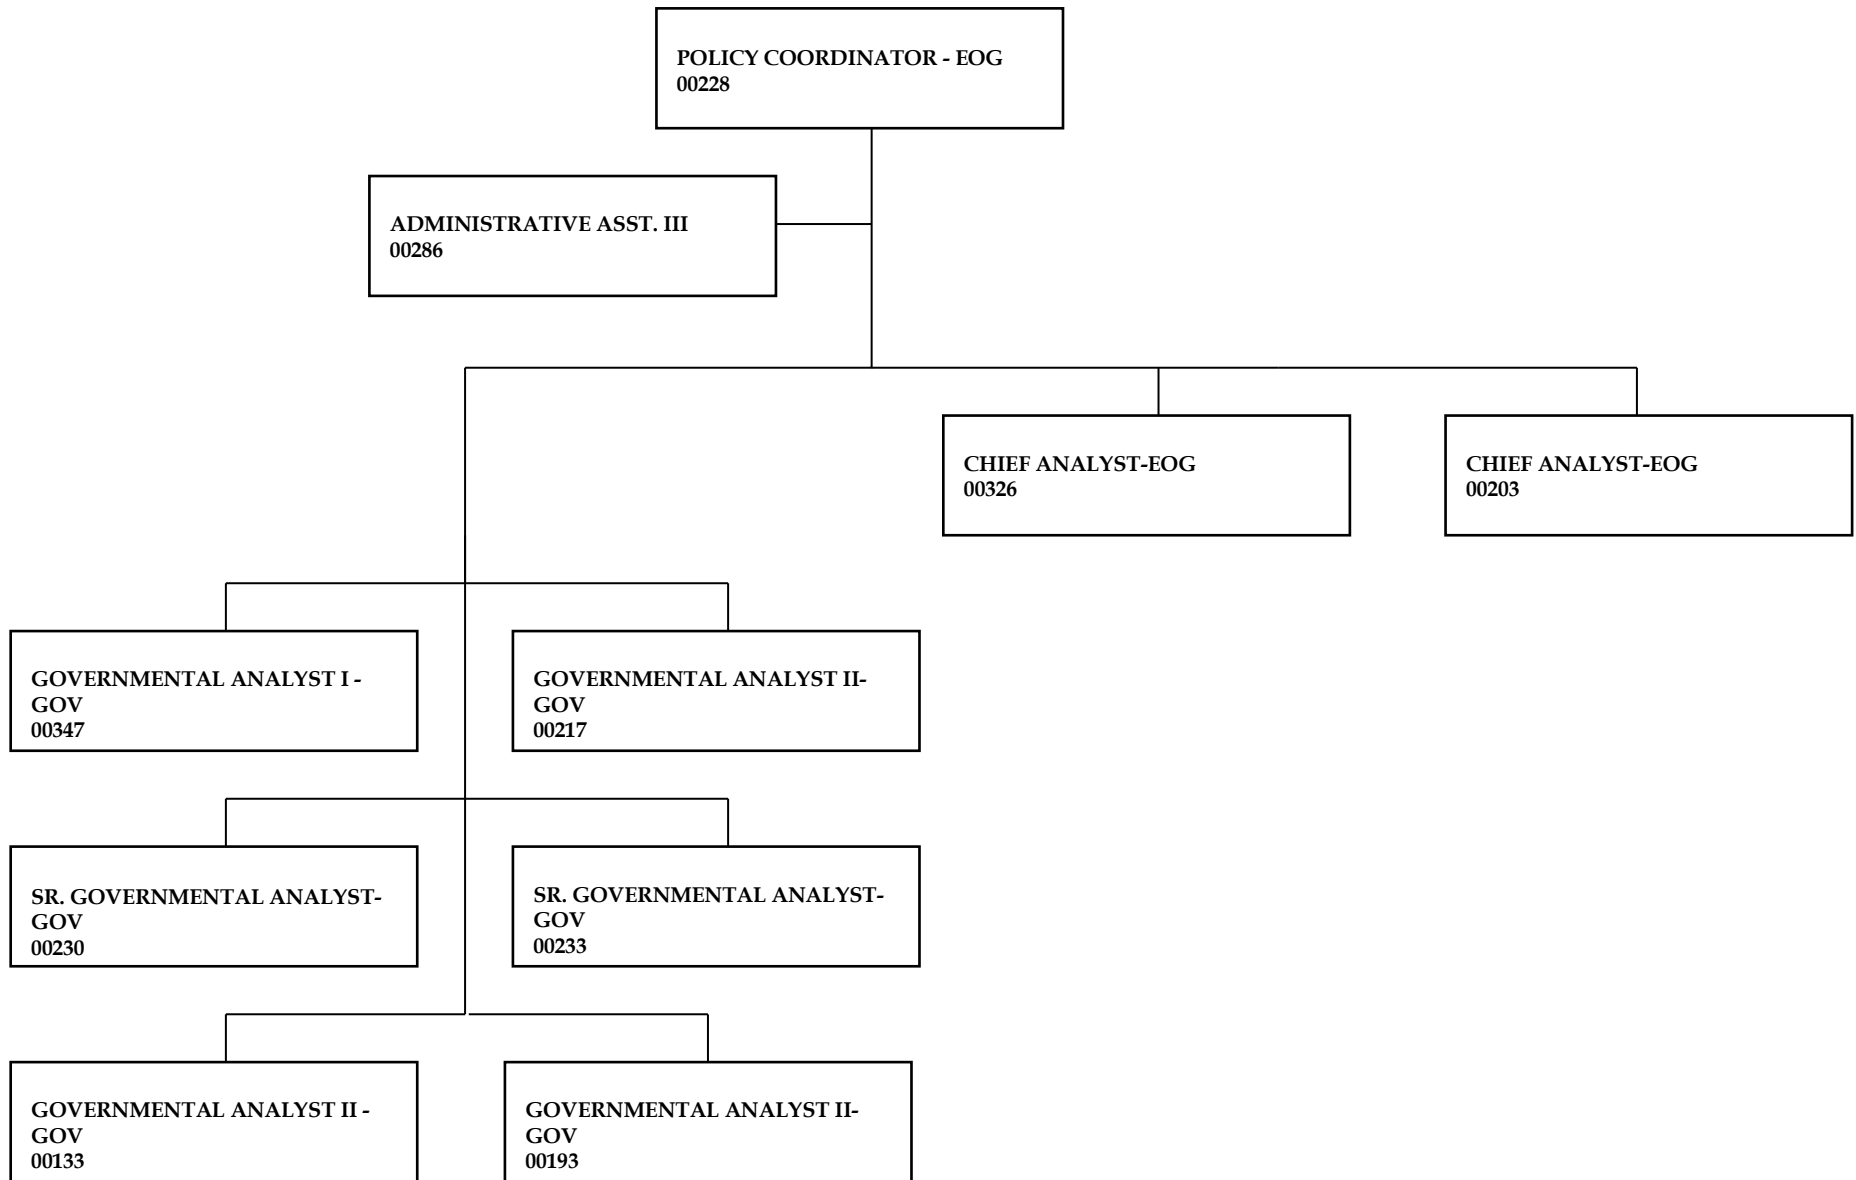 POLICY COORDINATOR - EOG
00228
ADMINISTRATIVE ASST. III
00286
CHIEF ANALYST-EOG
00326
CHIEF ANALYST-EOG
00203
GOVERNMENTAL ANALYST I -
GOV
00347
GOVERNMENTAL ANALYST II-
GOV
00217
SR. GOVERNMENTAL ANALYST-
GOV
00230
SR. GOVERNMENTAL ANALYST-
GOV
00233
GOVERNMENTAL ANALYST II -
GOV
00133
GOVERNMENTAL ANALYST II-
GOV
00193